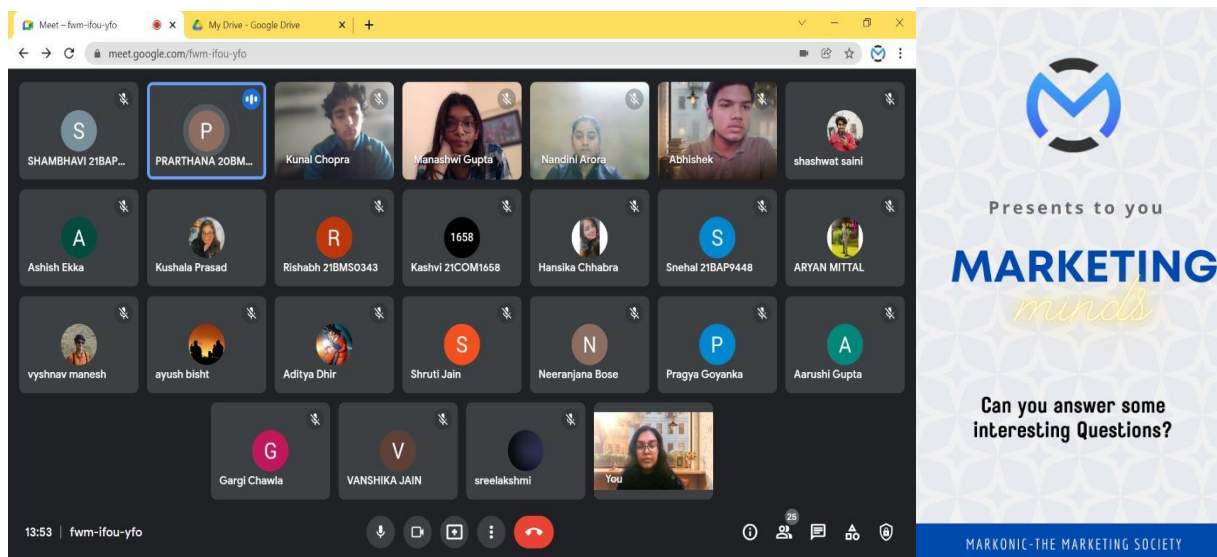 Meet – fwm-ifou-yfo
My Drive - Google Drive
meet.google.com/fwm-ifou-yfo
S
SHAMBHAVI 21BAP...
P
PRARTHANA 20BM...
Kunal Chopra
Manashwi Gupta
Nandini Arora
Abhishek
shashwat saini
A
Ashish Ekka
Kushala Prasad
R
Rishabh 21BMS0343
1658
Kashvi 21COM1658
Hansika Chhabra
S
Snehal 21BAP9448
ARYAN MITTAL
vyshnav manesh
ayush bisht
Aditya Dhir
S
Shruti Jain
N
Neeranjana Bose
P
Pragya Goyanka
A
Aarushi Gupta
G
Gargi Chawla
V
VANSHIKA JAIN
sreelakshmi
You
13:53 | fwm-ifou-yfo
25
Presents to you
MARKETING
minds
Can you answer some
interesting Questions?
MARKONIC-THE MARKETING SOCIETY